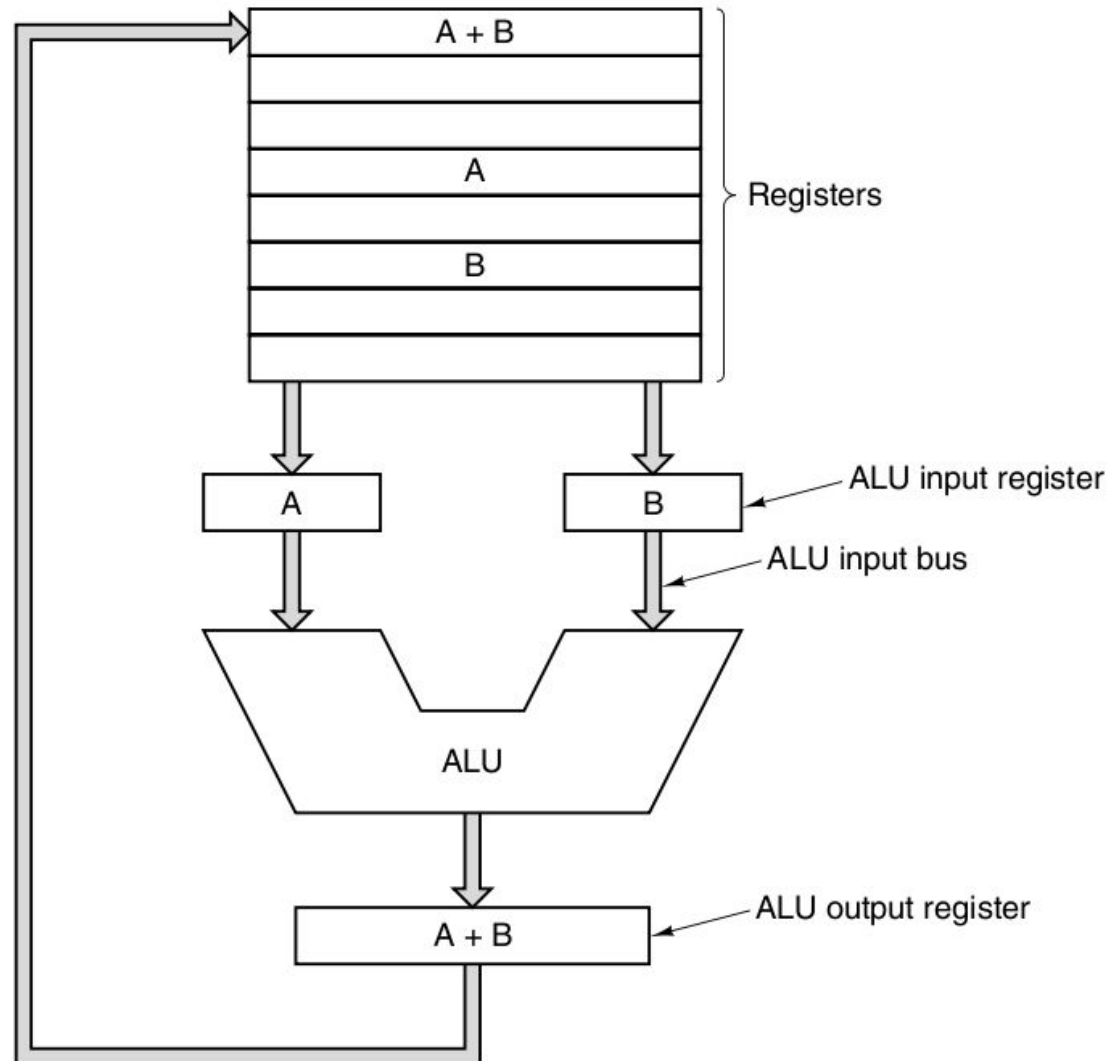 A + B
A
Registers
B
A
B
ALU input register
ALU input bus
ALU
A + B
ALU output register